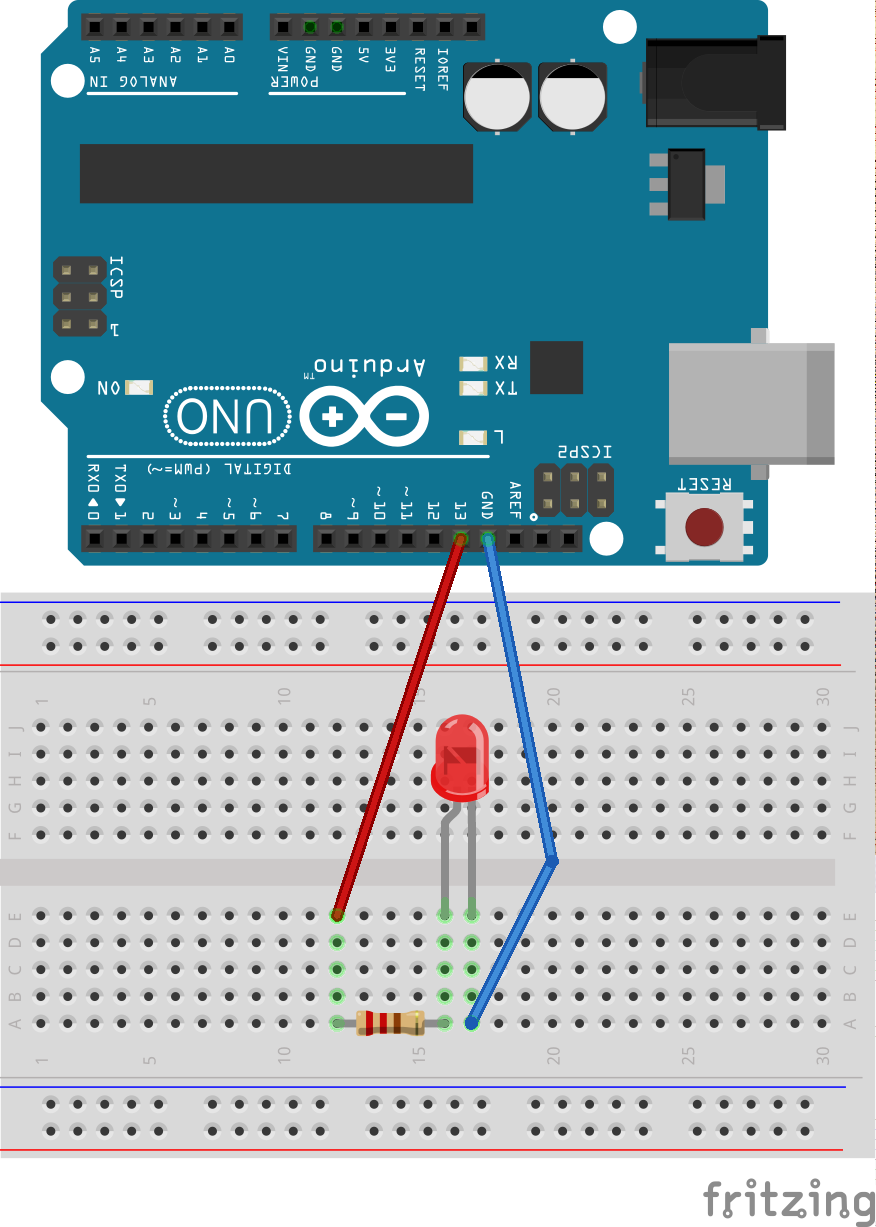 A5 A4 A3 A2 A1 A0 VIN GND GND 5V 3V3 RESET IOREF
ANALOG IN POWER
ICSP
1
Arduino TM
RX
ON UNO TX
L
ICSP2
DIGITAL (PWM=~)
RESET
RX0◄0 TX0►1 2 ~3 4 ~5 ~6 7 8 ~9 ~10 ~11 12 13 GND AREF
1 5 10 15 20 25 30
J J
I I
H H
G G
F F
E E
D D
C C
B B
A A
1 5 10 15 20 25 30
fritzing